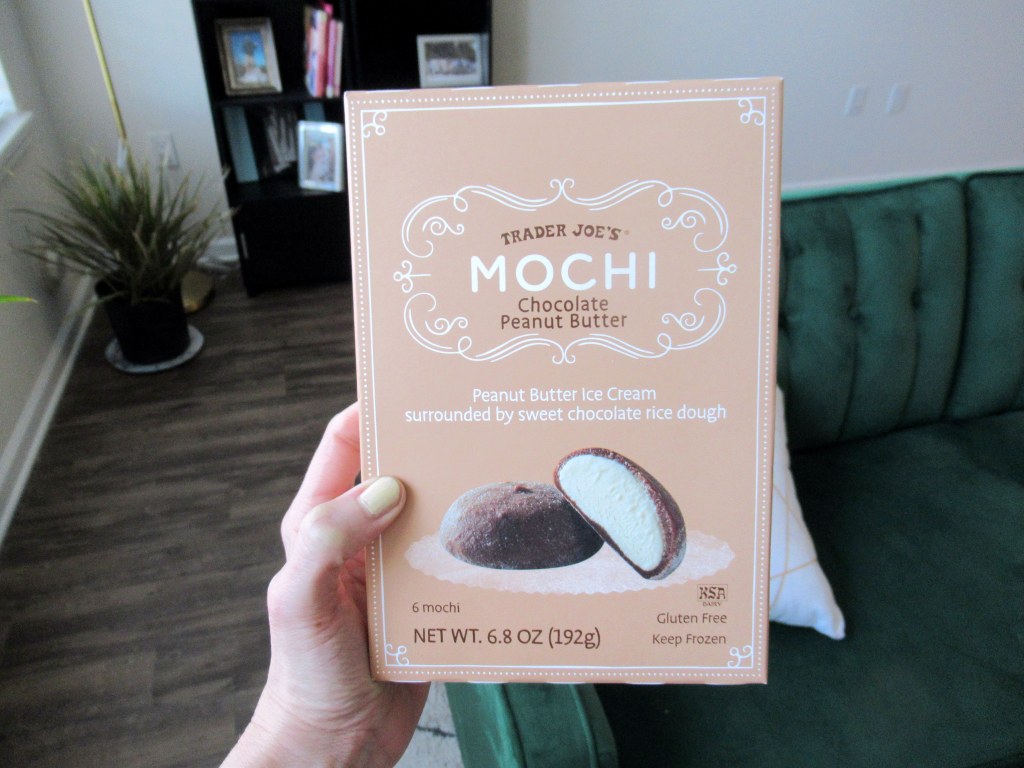 TRADER JOE'S®
MOCHI
Chocolate
Peanut Butter
Peanut Butter Ice Cream
surrounded by sweet chocolate rice dough
6 mochi
NET WT. 6.8 OZ (192g)
KSA
DAIRY
Gluten Free
Keep Frozen